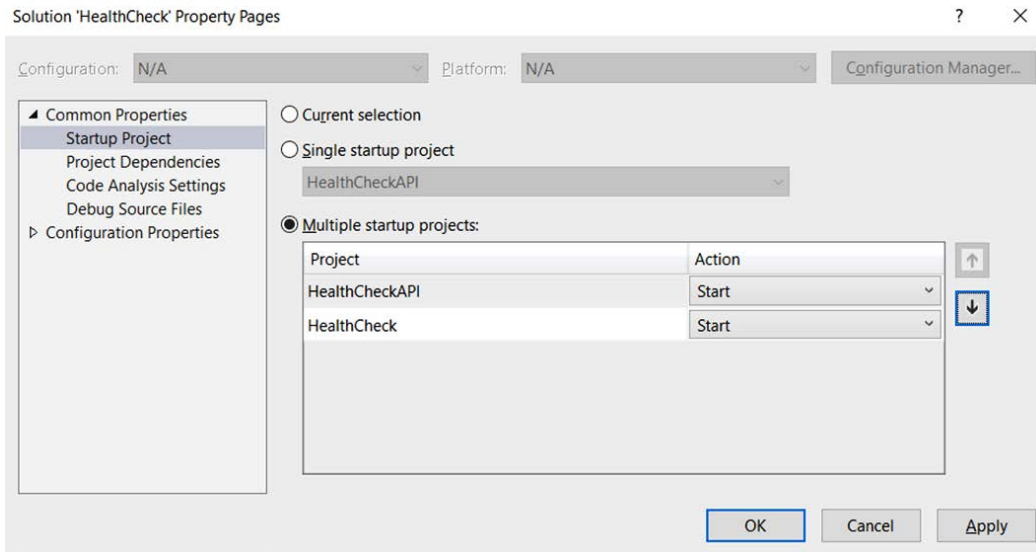 Solution 'HealthCheck' Property Pages ? ×
Configuration: N/A Platform: N/A Configuration Manager...
Common Properties
Startup Project
Project Dependencies
Code Analysis Settings
Debug Source Files
Configuration Properties
Current selection
Single startup project
HealthCheckAPI
Multiple startup projects:
Project Action
HealthCheckAPI Start
HealthCheck Start
OK Cancel Apply